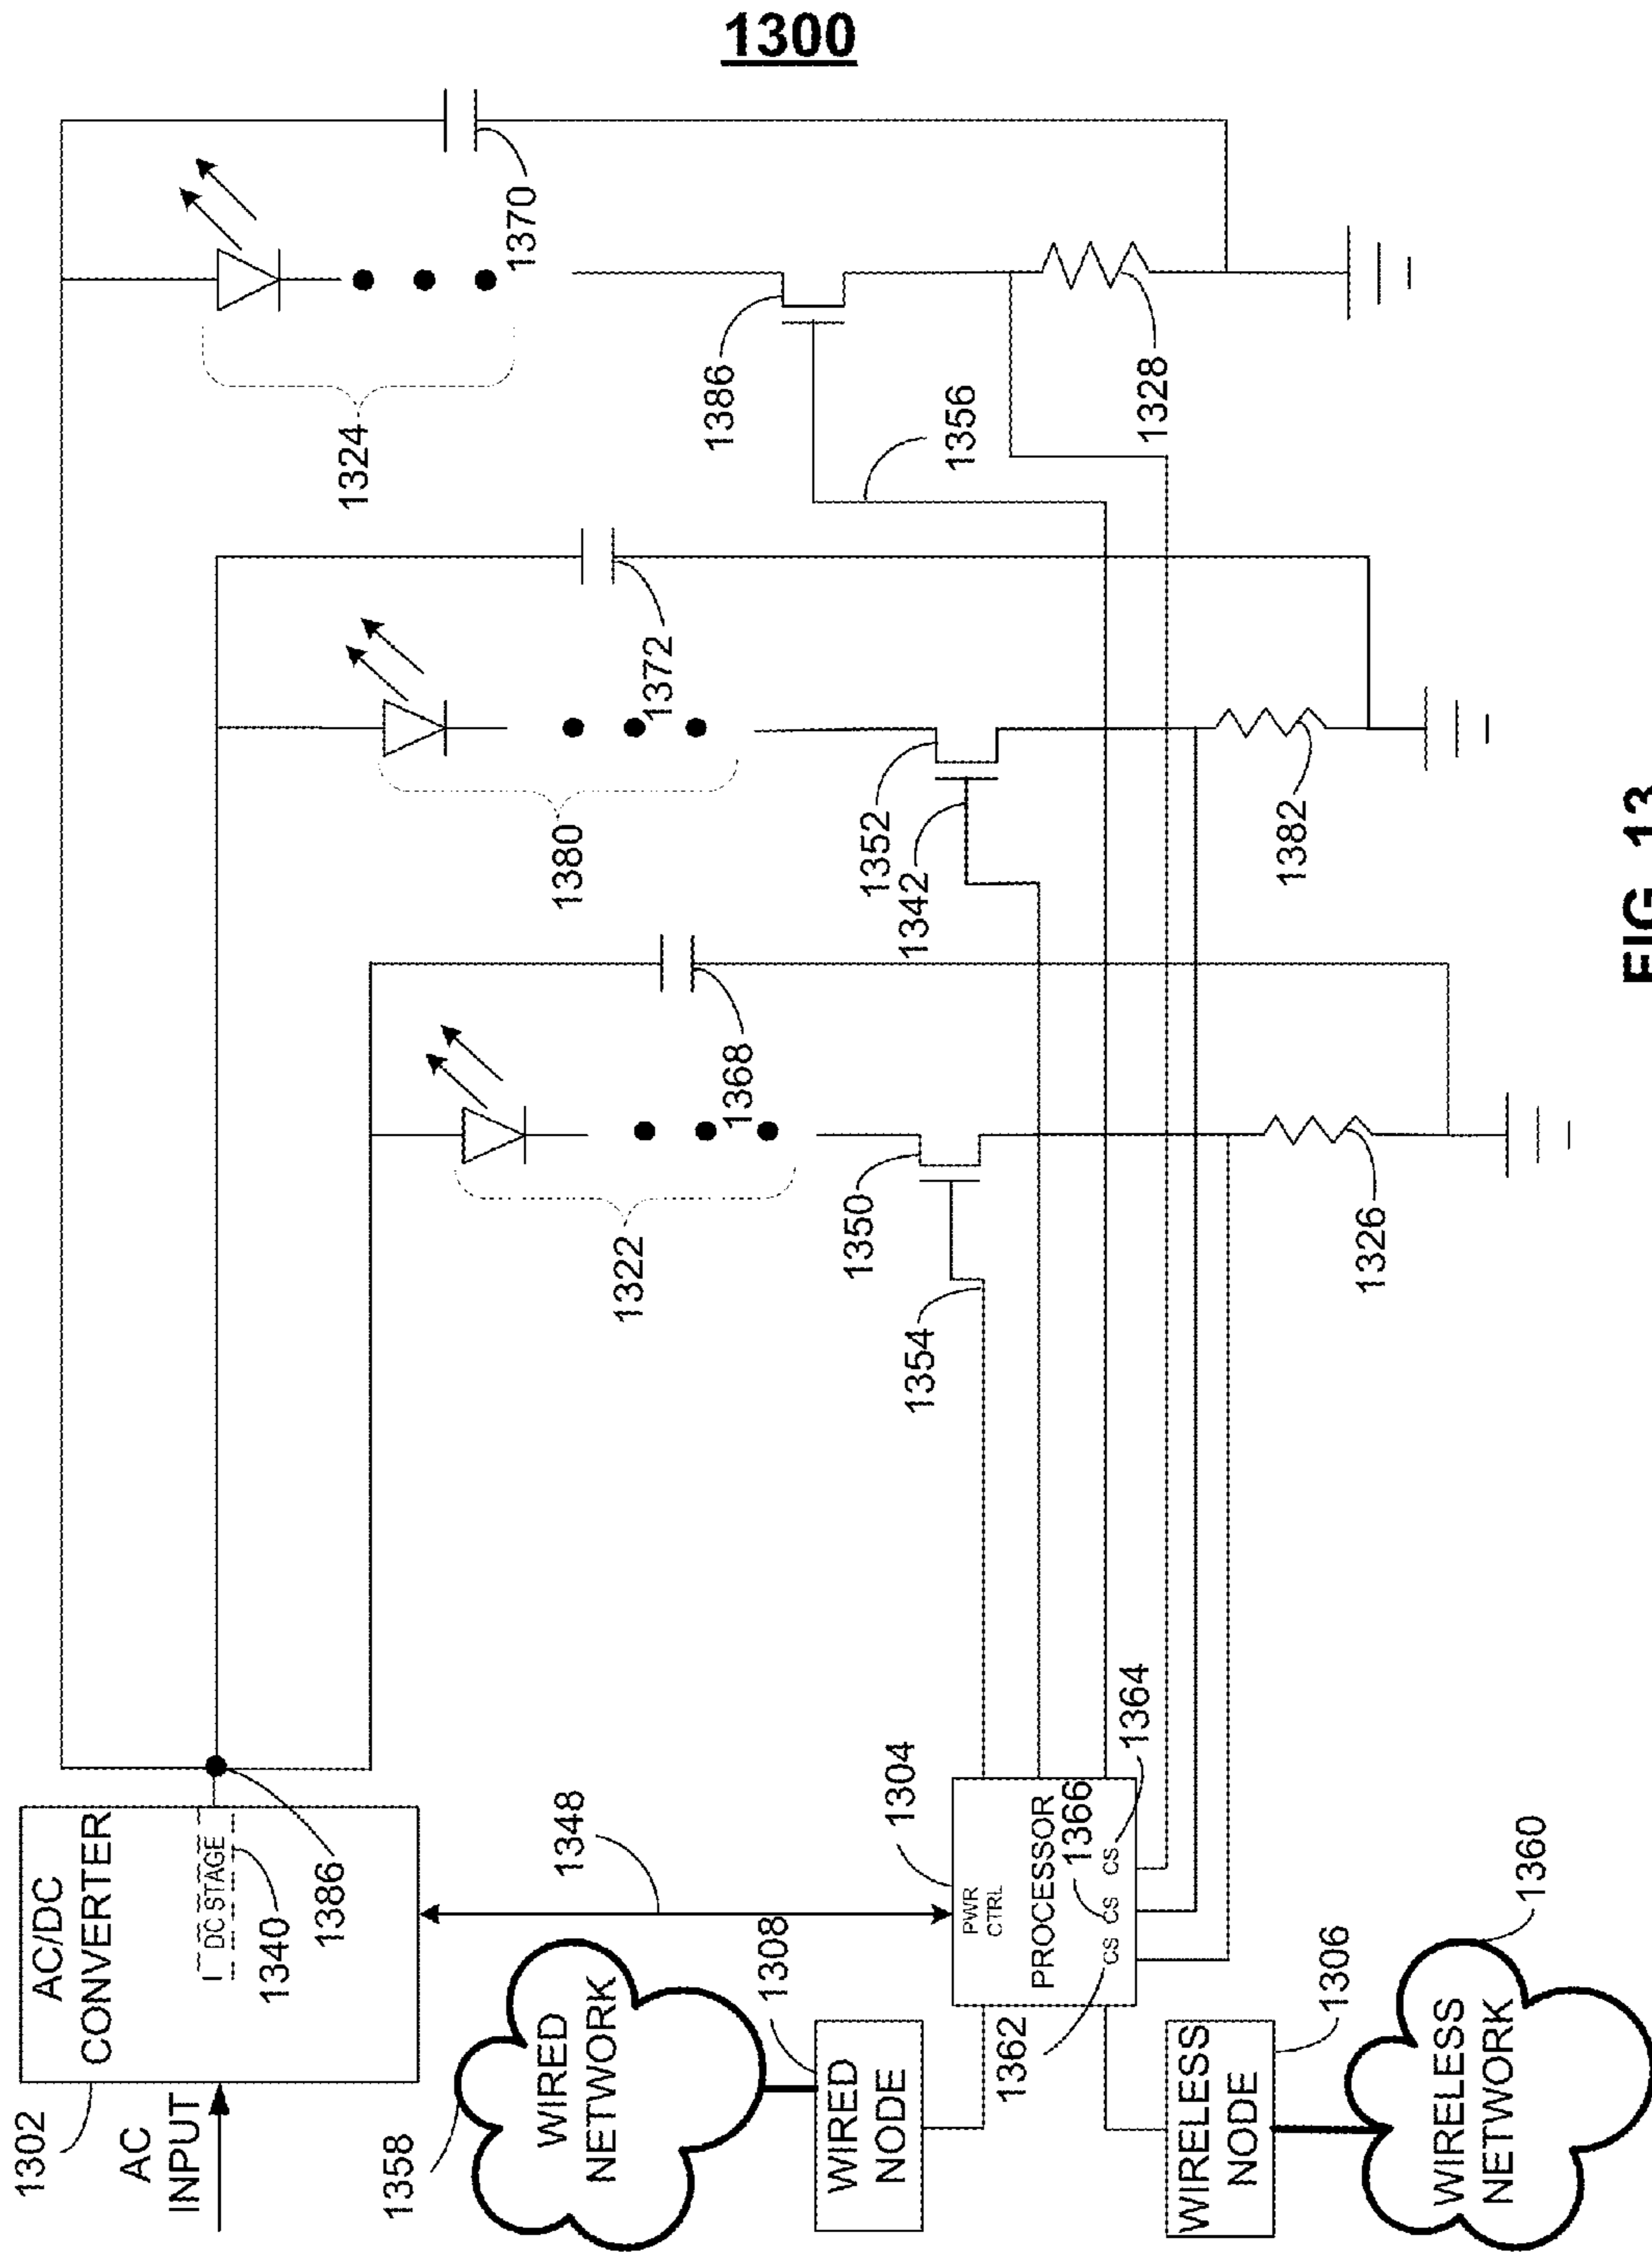 1300
1302
AC
INPUT
AC/DC
CONVERTER
DC STAGE
1340
1386
1348
1358
WIRED
NETWORK
1308
WIRED
NODE
1304
PWR
CTRL
PROCESSOR
1366
CS
CS
CS
1364
1362
WIRELESS
NODE
1306
WIRELESS
NETWORK
1360
1322
1368
1350
1354
1326
1380
1372
1352
1342
1382
1324
1370
1386
1356
1328
FIG. 13